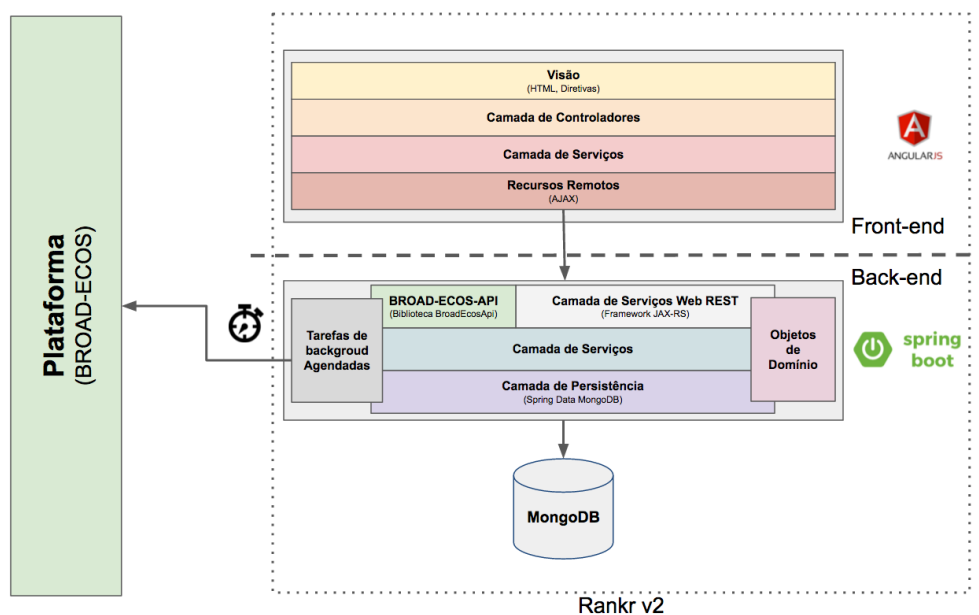 Plataforma
(BROAD-ECOS)
Visão
(HTML, Diretivas)
Camada de Controladores
Camada de Serviços
Recursos Remotos
(AJAX)
ANGULARJS
Front-end
Back-end
BROAD-ECOS-API
(Biblioteca BroadEcosApi)
Camada de Serviços Web REST
(Framework JAX-RS)
Tarefas de
backgroud
Agendadas
Camada de Serviços
Objetos
de
Domínio
Camada de Persistência
(Spring Data MongoDB)
spring
boot
MongoDB
Rankr v2